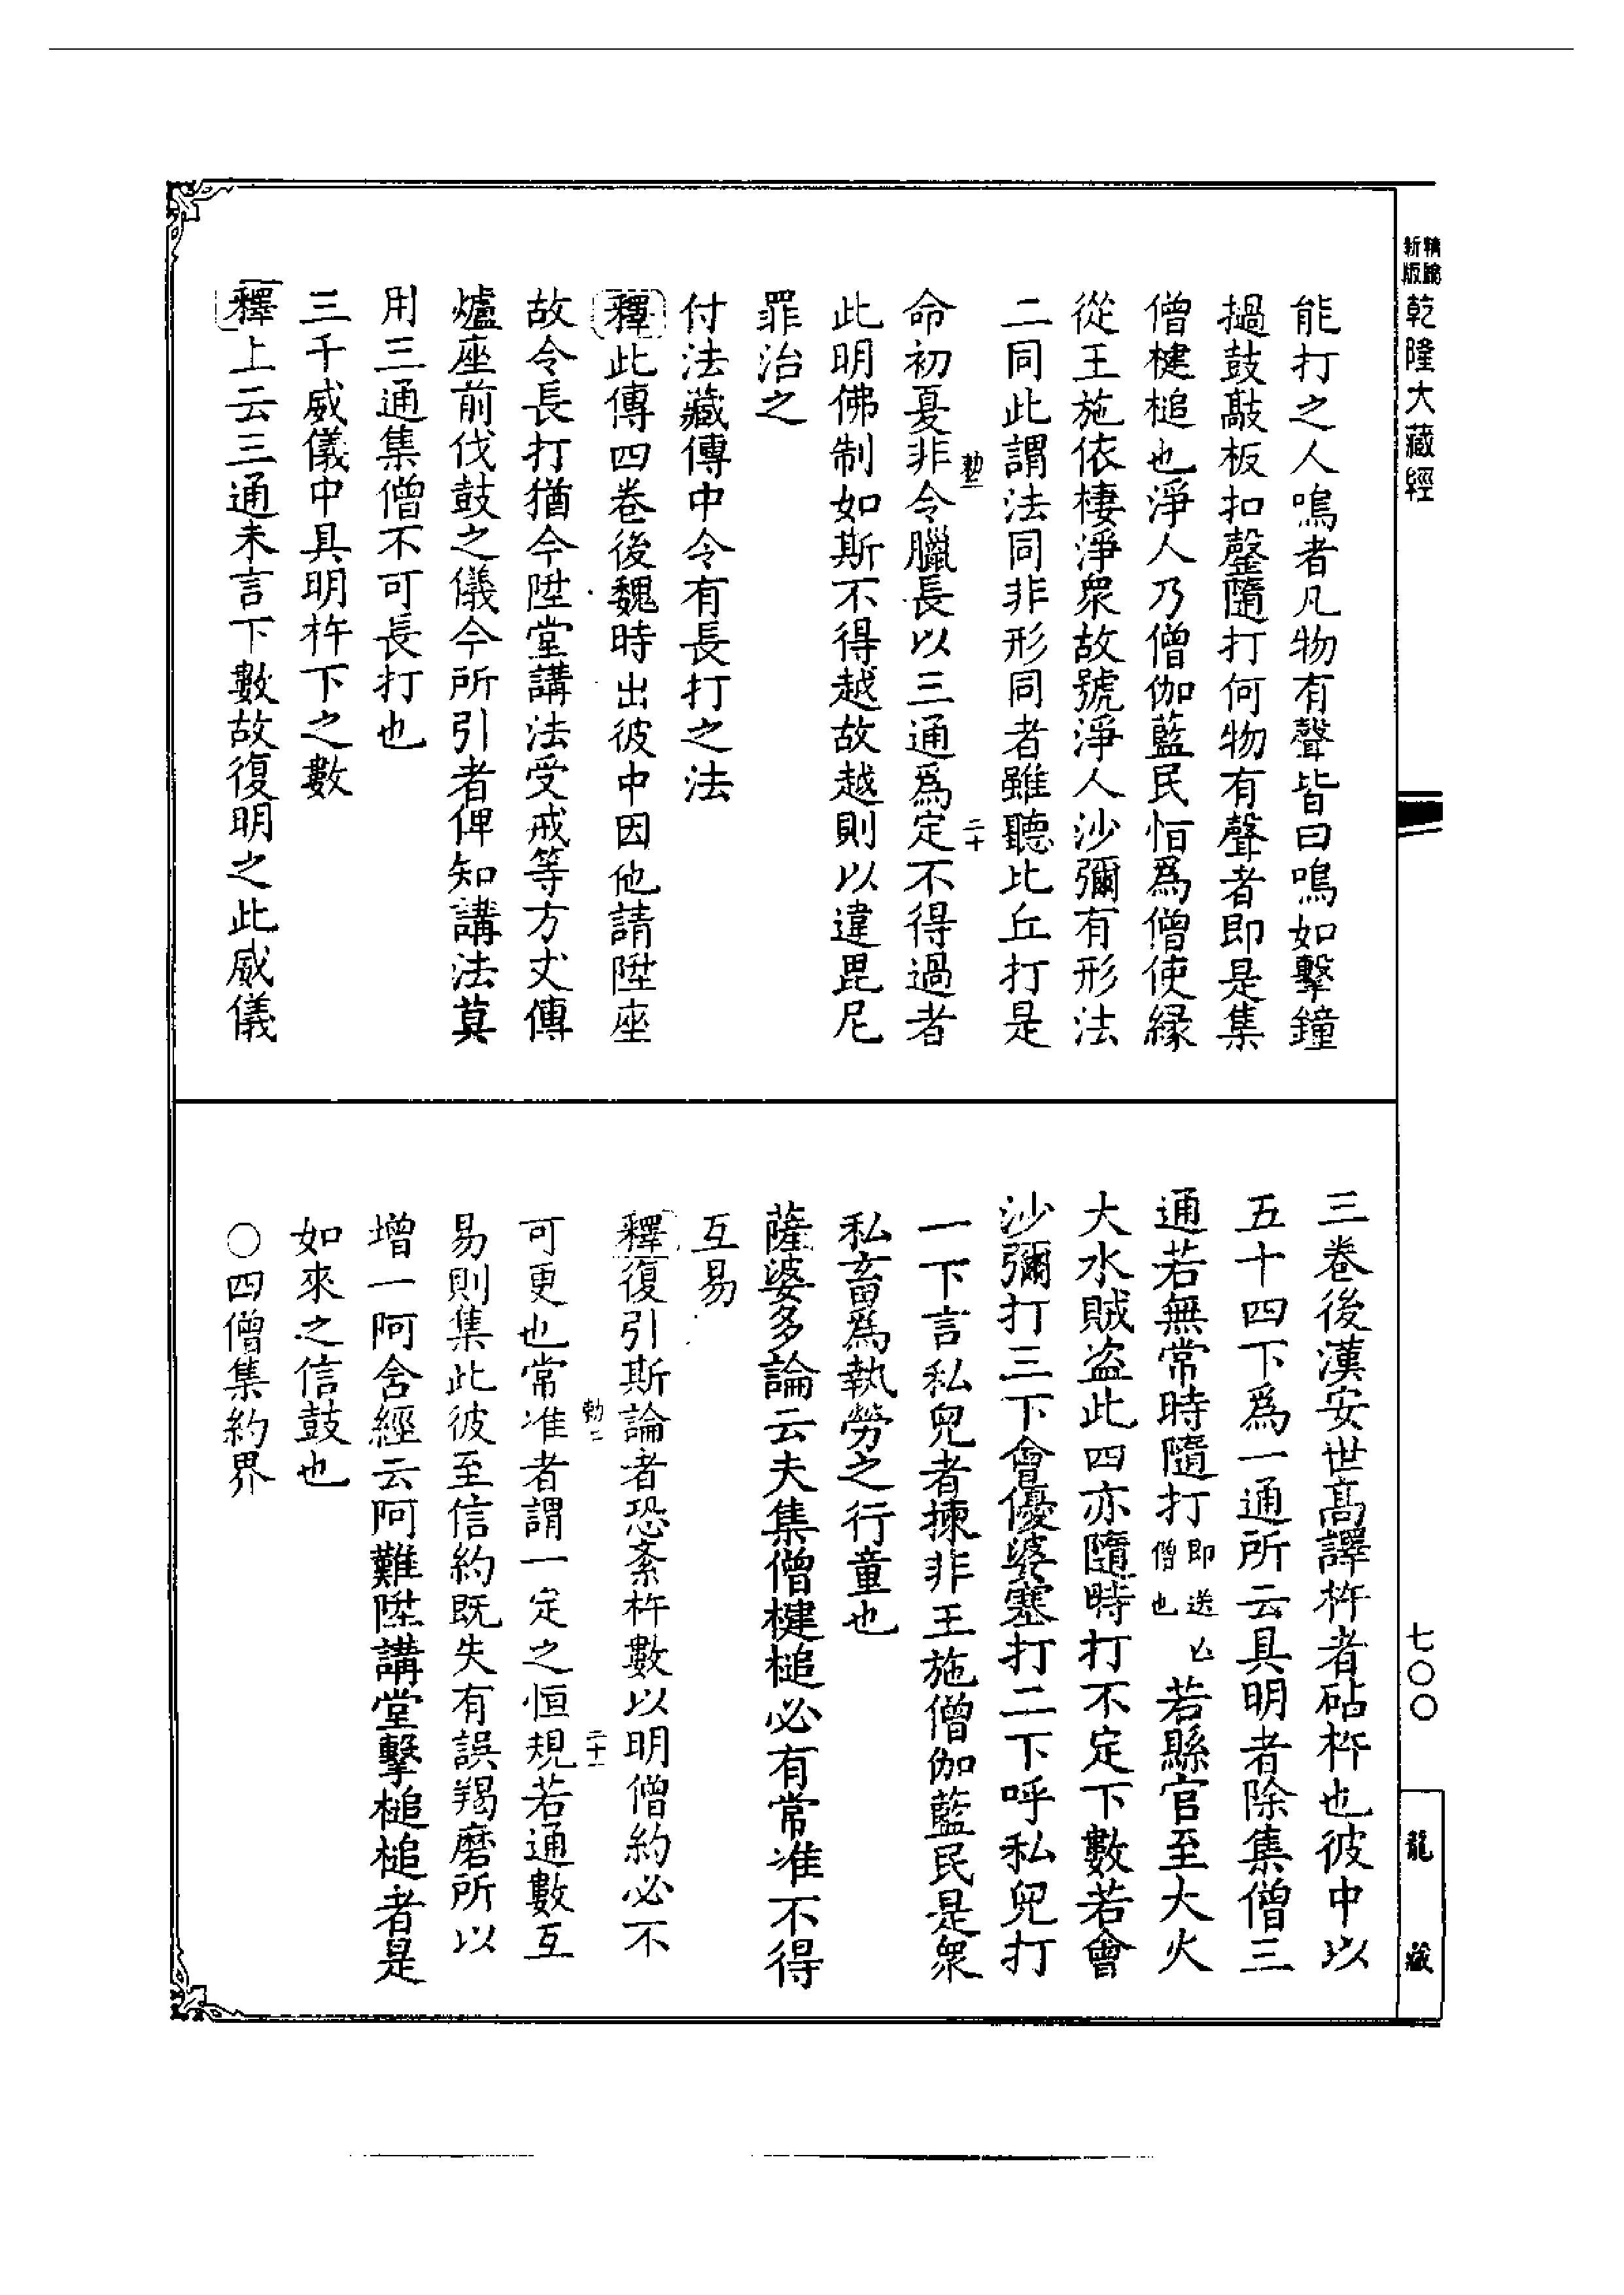 精縮
新版
乾隆大藏經
能打之人鳴者凡物有聲皆曰鳴如擊鐘
撾鼓敲板扣罄隨打何物有聲者即是集
僧楗槌也淨人乃僧伽藍民恒爲僧使緣
從王施依棲淨眾故號淨人沙彌有形法
二同此謂法同非形同者雖聽比丘打是
勅二
二十
命初夏非令臘長以三通爲定不得過者
此明佛制如斯不得越故越則以違毘尼
罪治之
付法藏傳中令有長打之法
釋此傳四卷後魏時出彼中因他請陞座
故令長打猶今陞堂講法受戒等方丈傳
爐座前伐鼓之儀今所引者俾知講法莫
用三通集僧不可長打也
三千威儀中具明杵下之數
釋上云三通未言下數故復明之此威儀
三卷後漢安世高譯杵者砧杵也彼中以
五十四下爲一通所云具明者除集僧三
通若無常時隨打即送亡僧也若縣官至大火
大水賊盗此四亦隨時打不定下數若會
沙彌打三下會優婆塞打二下呼私兒打
一下言私兒者揀非王施僧伽藍民是眾
私畜爲執勞之行童也
薩婆多論云夫集僧楗槌必有常准不得
互易
釋復引斯論者恐紊杵數以明僧約必不
勅二
二十一
可更也常准者謂一定之恒規若通數互
易則集此彼至信約既失有誤羯磨所以
增一阿含經云阿難陞講堂擊槌槌者是
如來之信鼓也
○四僧集約界
七〇〇
龍藏